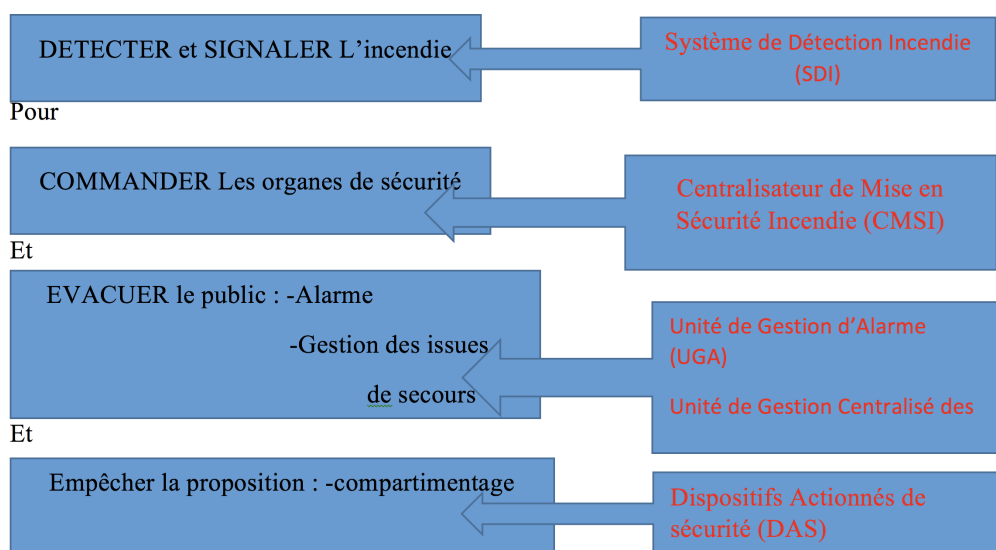 DETECTER et SIGNALER L’incendie
Système de Détection Incendie
(SDI)
Pour
COMMANDER Les organes de sécurité
Centralisateur de Mise en
Sécurité Incendie (CMSI)
Et
EVACUER le public : -Alarme
-Gestion des issues
de secours
Unité de Gestion d’Alarme
(UGA)
Unité de Gestion Centralisé des
Et
Empêcher la proposition : -compartimentage
Dispositifs Actionnés de
sécurité (DAS)